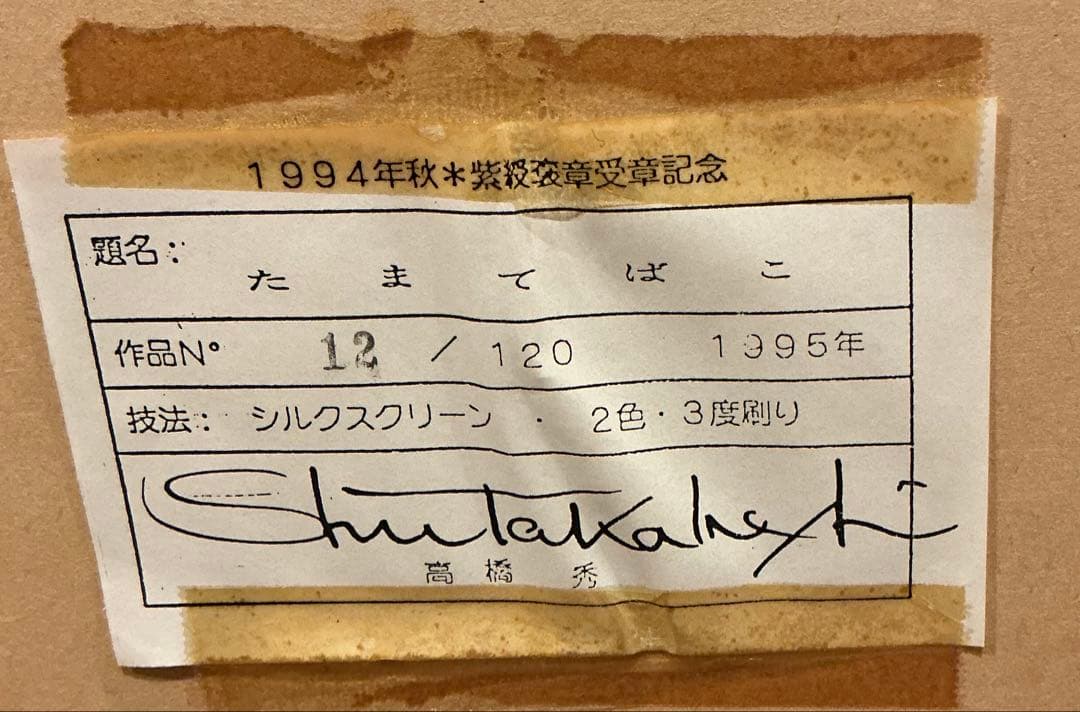 1994年秋*紫綬褒章受章記念
題名: たまてばこ
作品N° 12 / 120 1995年
技法: シルクスクリーン ・ 2色・3度刷り
Shu Takahashi
高橋 秀